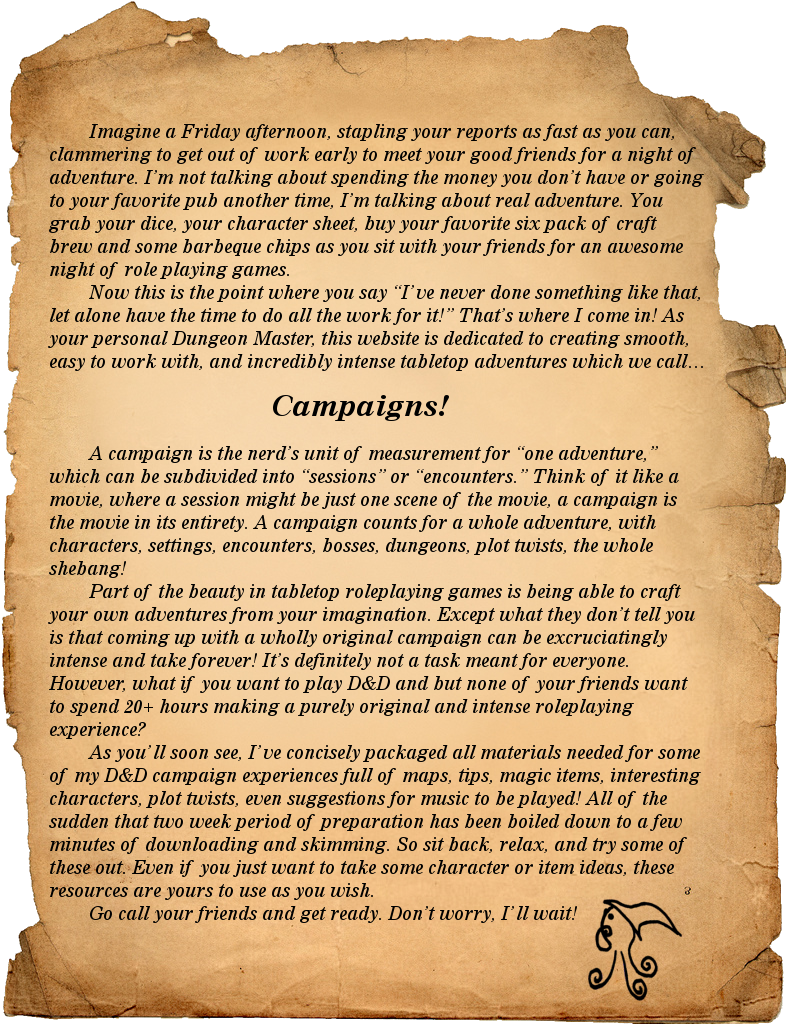 Imagine a Friday afternoon, stapling your reports as fast as you can,
clammering to get out of work early to meet your good friends for a night of
adventure. I'm not talking about spending the money you don't have or going
to your favorite pub another time, I'm talking about real adventure. You
grab your dice, your character sheet, buy your favorite six pack of craft
brew and some barbeque chips as you sit with your friends for an awesome
night of role playing games.
Now this is the point where you say “I've never done something like that,
let alone have the time to do all the work for it!” That's where I come in! As
your personal Dungeon Master, this website is dedicated to creating smooth,
easy to work with, and incredibly intense tabletop adventures which we call…
Campaigns!
A campaign is the nerd's unit of measurement for “one adventure,”
which can be subdivided into “sessions” or “encounters.” Think of it like a
movie, where a session might be just one scene of the movie, a campaign is
the movie in its entirety. A campaign counts for a whole adventure, with
characters, settings, encounters, bosses, dungeons, plot twists, the whole
shebang!
Part of the beauty in tabletop roleplaying games is being able to craft
your own adventures from your imagination. Except what they don't tell you
is that coming up with a wholly original campaign can be excruciatingly
intense and take forever! It's definitely not a task meant for everyone.
However, what if you want to play D&D and but none of your friends want
to spend 20+ hours making a purely original and intense roleplaying
experience?
As you'll soon see, I've concisely packaged all materials needed for some
of my D&D campaign experiences full of maps, tips, magic items, interesting
characters, plot twists, even suggestions for music to be played! All of the
sudden that two week period of preparation has been boiled down to a few
minutes of downloading and skimming. So sit back, relax, and try some of
these out. Even if you just want to take some character or item ideas, these
resources are yours to use as you wish.
Go call your friends and get ready. Don't worry, I'll wait!